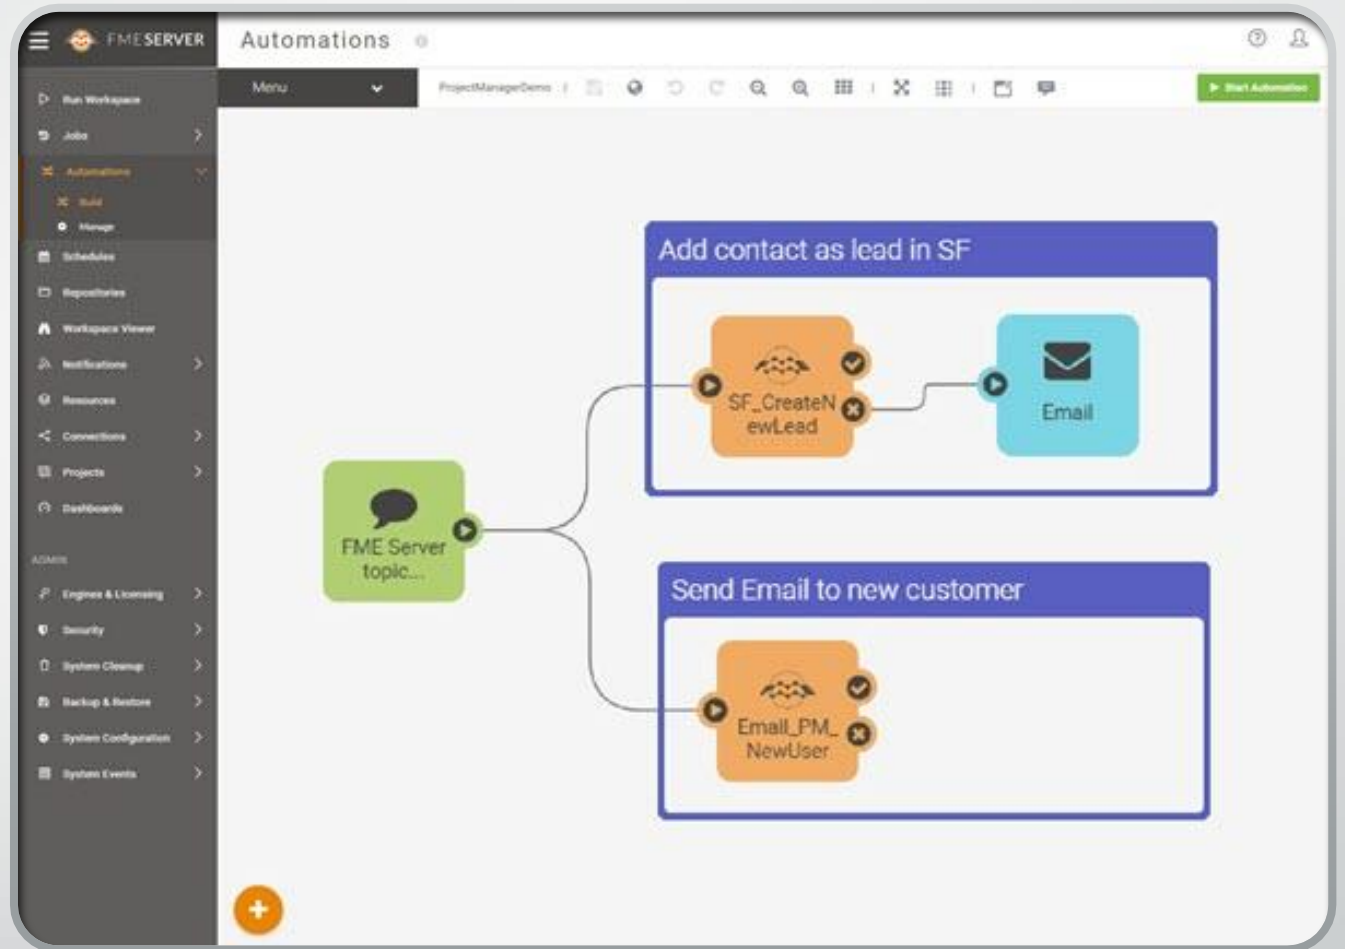 FMESERVER
Automations
Menu
ProjectManagerDemo
Start Automation
Run Workspace
Jobs
Automations
Build
Manage
Schedules
Repositories
Workspace Viewer
Notifications
Resources
Connections
Projects
Dashboards
ADMIN
Engines & Licensing
Security
System Cleanup
Backup & Restore
System Configuration
System Events
Add contact as lead in SF
SF_CreateN
ewLead
Email
FME Server
topic...
Send Email to new customer
Email_PM_
NewUser